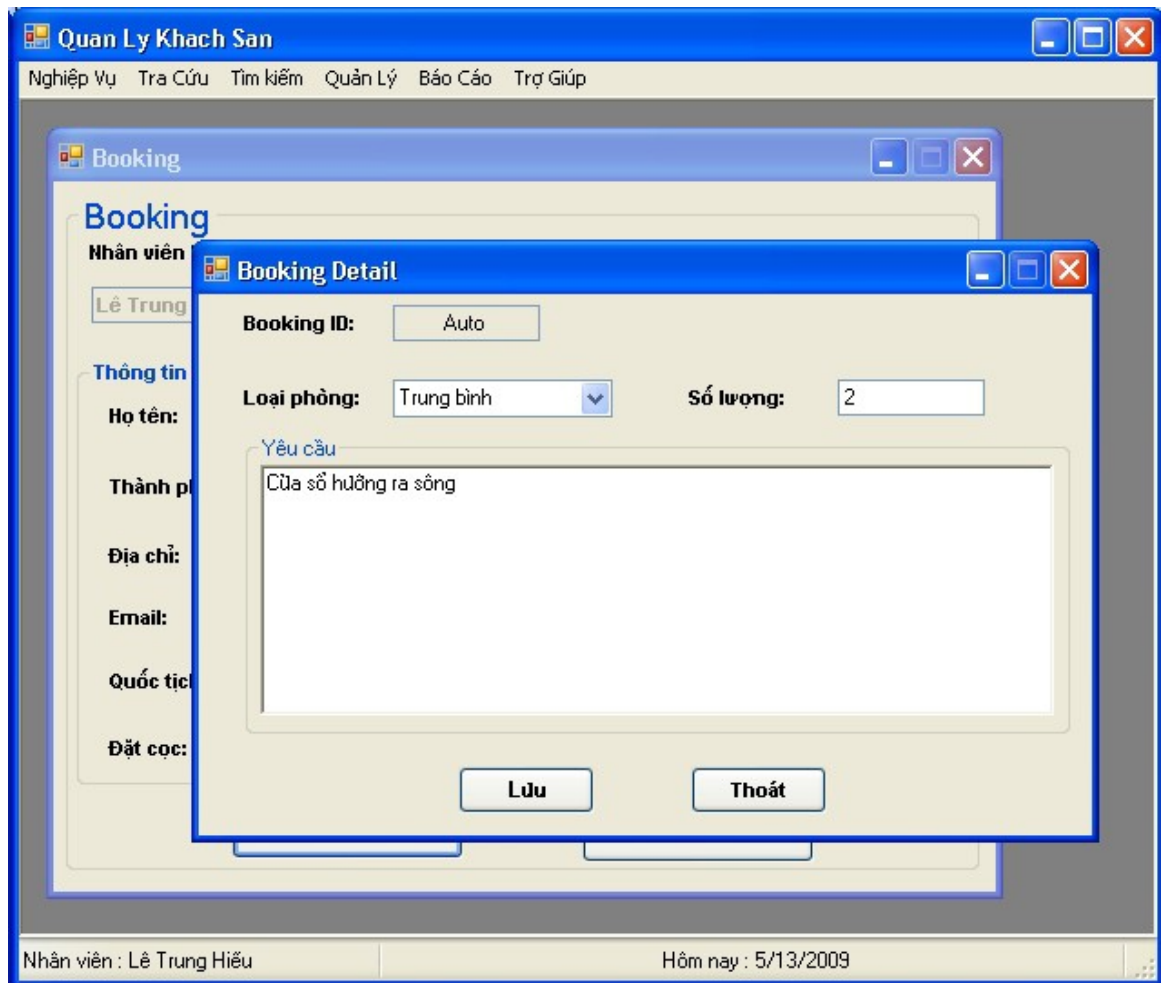 Quan Ly Khach San
Nghiệp Vụ Tra Cứu Tìm kiếm Quản Lý Báo Cáo Trợ Giúp
Booking
Booking
Nhân viên
Lê Trung
Thông tin
Họ tên:
Thành
Địa chỉ:
Email:
Quốc
Đặt cọc:
Booking Detail
Booking ID: Auto
Loại phòng: Trung bình Số lượng: 2
Yêu cầu
Cửa sổ hướng ra sông
Lưu Thoát
Nhân viên : Lê Trung Hiếu Hôm nay : 5/13/2009